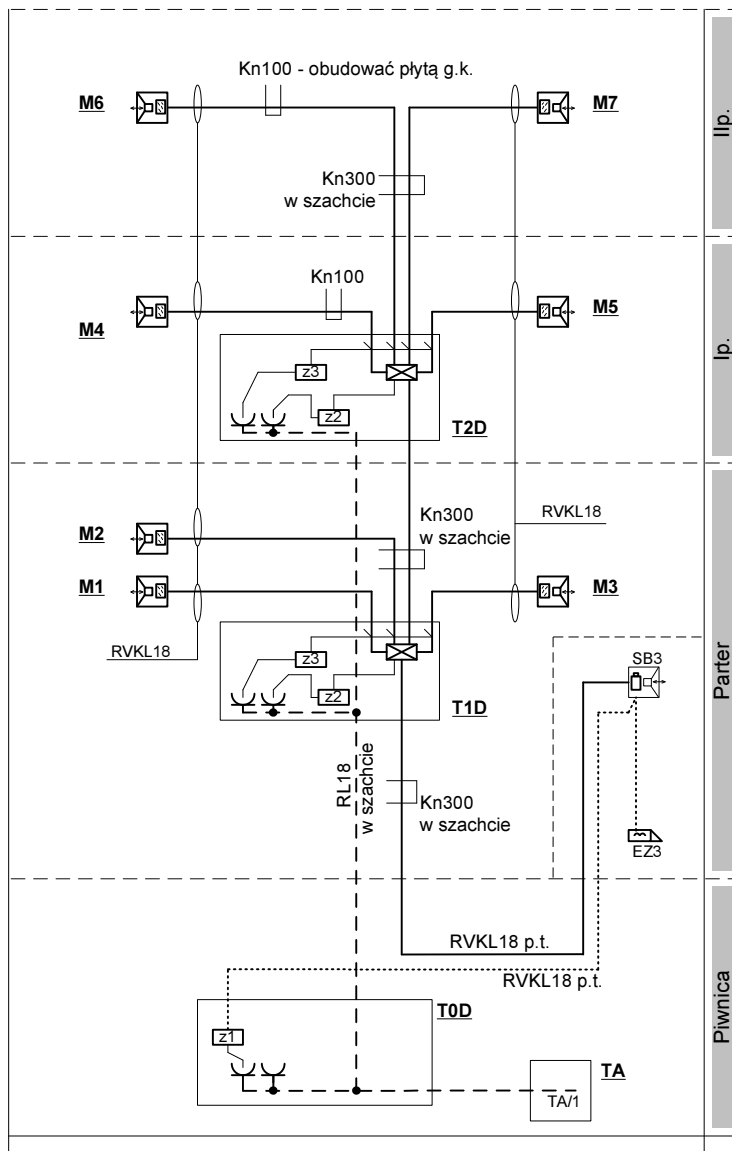 Kn100 - obudować płytą g.k.
M6
M7
Kn300
w szachcie
IIp.
Kn100
M4
M5
Ip.
z3
z2
T2D
M2
Kn300
w szachcie
RVKL18
M1
M3
RVKL18
SB3
z3
z2
T1D
Parter
RL18
w szachcie
Kn300
w szachcie
EZ3
RVKL18 p.t.
RVKL18 p.t.
T0D
z1
TA
TA/1
Piwnica